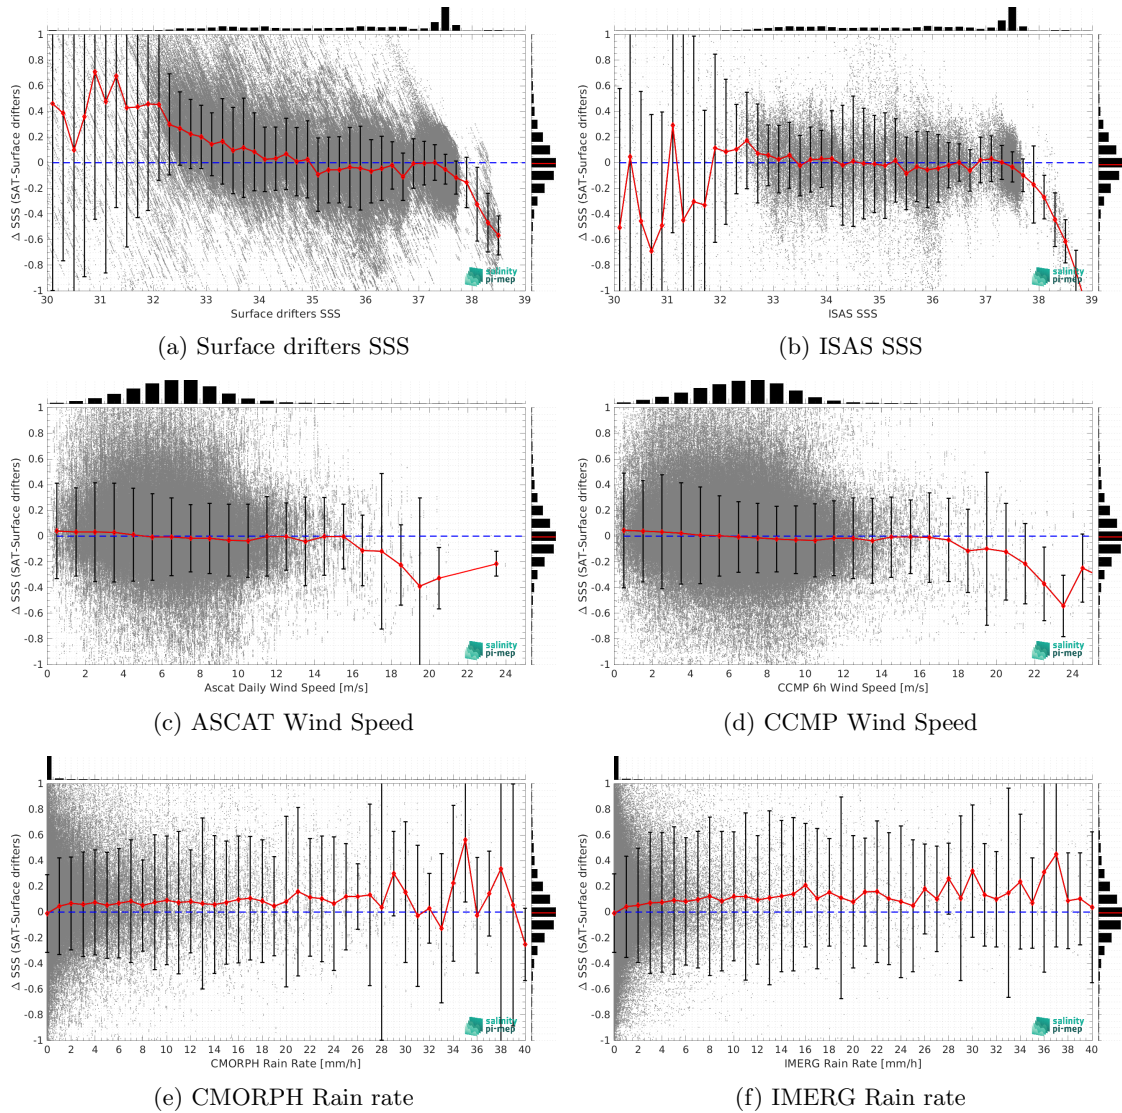 Δ SSS (SAT-Surface drifters)
1
0.8
0.6
0.4
0.2
0
-0.2
-0.4
-0.6
-0.8
-1
30 31 32 33 34 35 36 37 38 39
Surface drifters SSS
salinity
pi-mep
(a) Surface drifters SSS
Δ SSS (SAT-Surface drifters)
1
0.8
0.6
0.4
0.2
0
-0.2
-0.4
-0.6
-0.8
-1
30 31 32 33 34 35 36 37 38 39
ISAS SSS
salinity
pi-mep
(b) ISAS SSS
Δ SSS (SAT-Surface drifters)
1
0.8
0.6
0.4
0.2
0
-0.2
-0.4
-0.6
-0.8
-1
0 2 4 6 8 10 12 14 16 18 20 22 24
Ascat Daily Wind Speed [m/s]
salinity
pi-mep
(c) ASCAT Wind Speed
Δ SSS (SAT-Surface drifters)
1
0.8
0.6
0.4
0.2
0
-0.2
-0.4
-0.6
-0.8
-1
0 2 4 6 8 10 12 14 16 18 20 22 24
CCMP 6h Wind Speed [m/s]
salinity
pi-mep
(d) CCMP Wind Speed
Δ SSS (SAT-Surface drifters)
1
0.8
0.6
0.4
0.2
0
-0.2
-0.4
-0.6
-0.8
-1
0 2 4 6 8 10 12 14 16 18 20 22 24 26 28 30 32 34 36 38 40
CMORPH Rain Rate [mm/h]
salinity
pi-mep
(e) CMORPH Rain rate
Δ SSS (SAT-Surface drifters)
1
0.8
0.6
0.4
0.2
0
-0.2
-0.4
-0.6
-0.8
-1
0 2 4 6 8 10 12 14 16 18 20 22 24 26 28 30 32 34 36 38 40
IMERG Rain Rate [mm/h]
salinity
pi-mep
(f) IMERG Rain rate